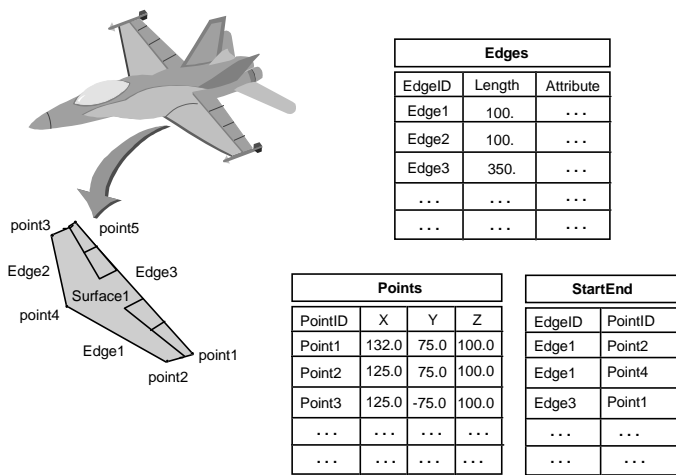 Edges
EdgeID Length Attribute
Edge1 100. ...
Edge2 100. ...
Edge3 350. ...
... ... ...
... ... ...
point3 point5
Edge2 Edge3
Surface1
point4
Edge1 point1
point2
Points
PointID X Y Z
Point1 132.0 75.0 100.0
Point2 125.0 75.0 100.0
Point3 125.0 -75.0 100.0
... ... ... ...
... ... ... ...
StartEnd
EdgeID PointID
Edge1 Point2
Edge1 Point4
Edge3 Point1
... ...
... ...